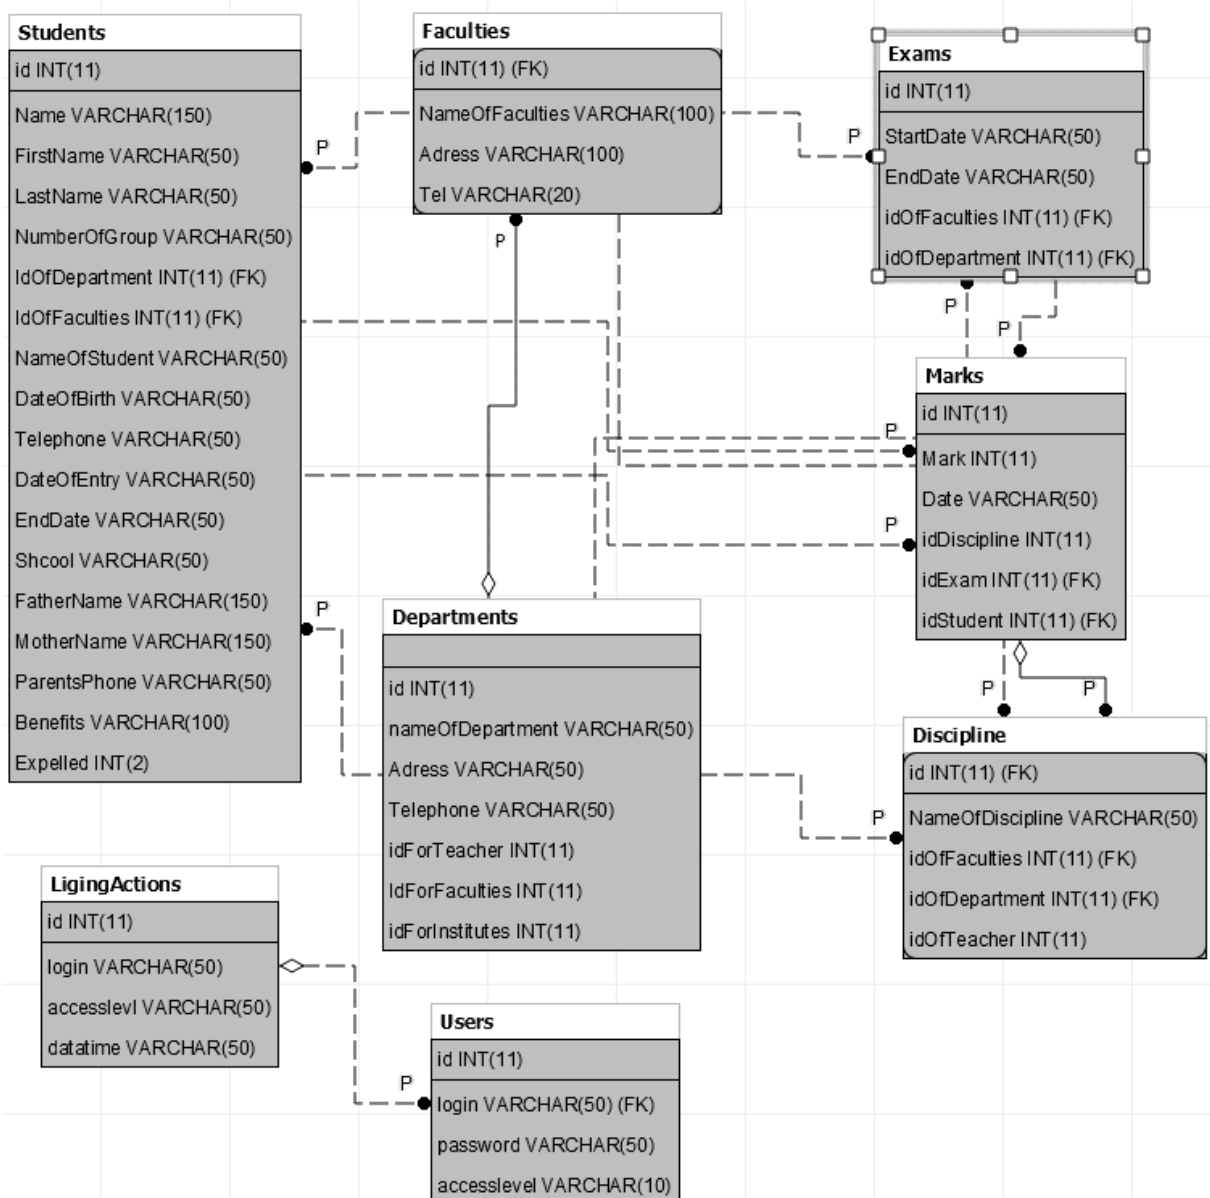 Students
id INT(11)
Name VARCHAR(150)
FirstName VARCHAR(50)
LastName VARCHAR(50)
NumberOfGroup VARCHAR(50)
IdOfDepartment INT(11) (FK)
IdOfFaculties INT(11) (FK)
NameOfStudent VARCHAR(50)
DateOfBirth VARCHAR(50)
Telephone VARCHAR(50)
DateOfEntry VARCHAR(50)
EndDate VARCHAR(50)
Shcool VARCHAR(50)
FatherName VARCHAR(150)
MotherName VARCHAR(150)
ParentsPhone VARCHAR(50)
Benefits VARCHAR(100)
Expelled INT(2)
P
P
Faculties
id INT(11) (FK)
NameOfFaculties VARCHAR(100)
Adress VARCHAR(100)
Tel VARCHAR(20)
P
P
Exams
id INT(11)
StartDate VARCHAR(50)
EndDate VARCHAR(50)
idOfFaculties INT(11) (FK)
idOfDepartment INT(11) (FK)
P
P
Marks
id INT(11)
Mark INT(11)
Date VARCHAR(50)
idDiscipline INT(11)
idExam INT(11) (FK)
idStudent INT(11) (FK)
P
P
P
P
Departments
id INT(11)
nameOfDepartment VARCHAR(50)
Adress VARCHAR(50)
Telephone VARCHAR(50)
idForTeacher INT(11)
IdForFaculties INT(11)
idForInstitutes INT(11)
P
Discipline
id INT(11) (FK)
NameOfDiscipline VARCHAR(50)
idOfFaculties INT(11) (FK)
idOfDepartment INT(11) (FK)
idOfTeacher INT(11)
LigingActions
id INT(11)
login VARCHAR(50)
accesslevl VARCHAR(50)
datatime VARCHAR(50)
P
Users
id INT(11)
login VARCHAR(50) (FK)
password VARCHAR(50)
accesslevel VARCHAR(10)